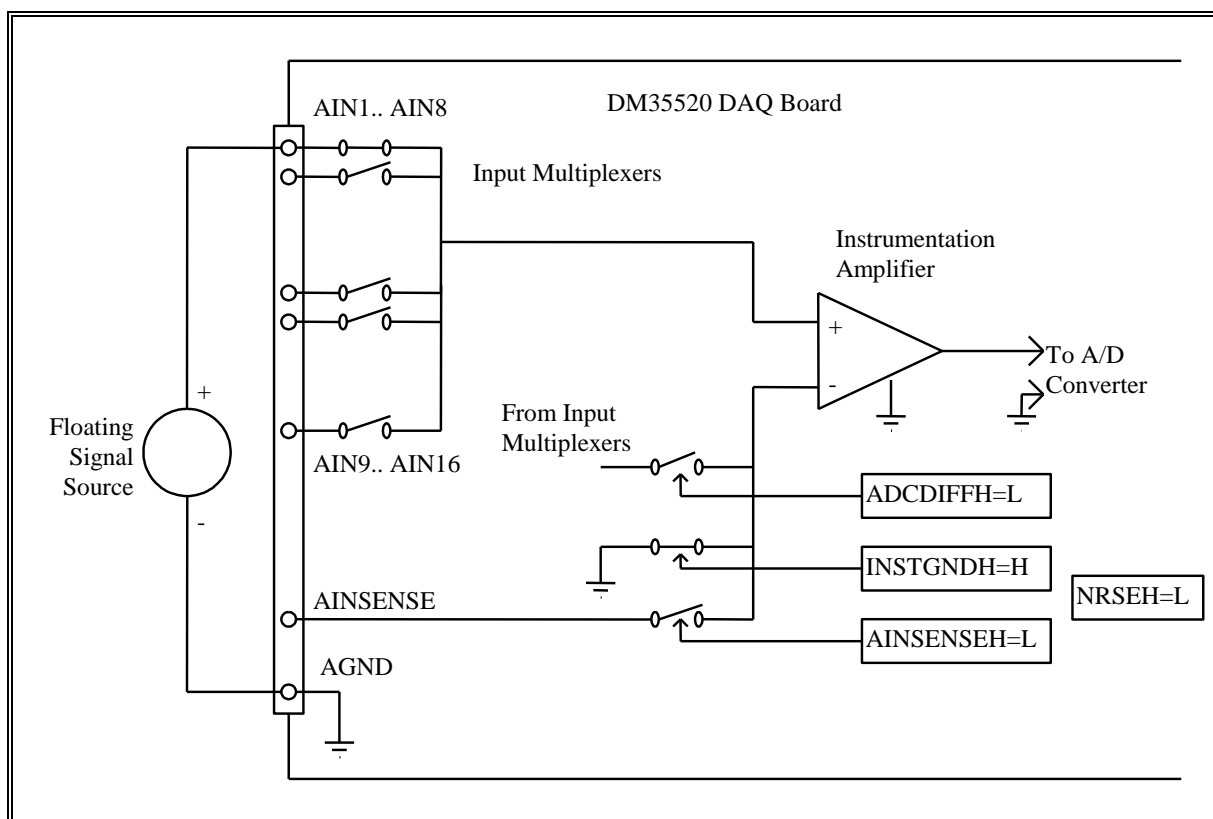 AIN1.. AIN8
DM35520 DAQ Board
Input Multiplexers
Instrumentation
Amplifier
+
-
To A/D
Converter
+
Floating
Signal
Source
-
From Input
Multiplexers
AIN9.. AIN16
ADCDIFFH=L
INSTGNDH=H
NRSEH=L
AINSENSE
AINSENSEH=L
AGND